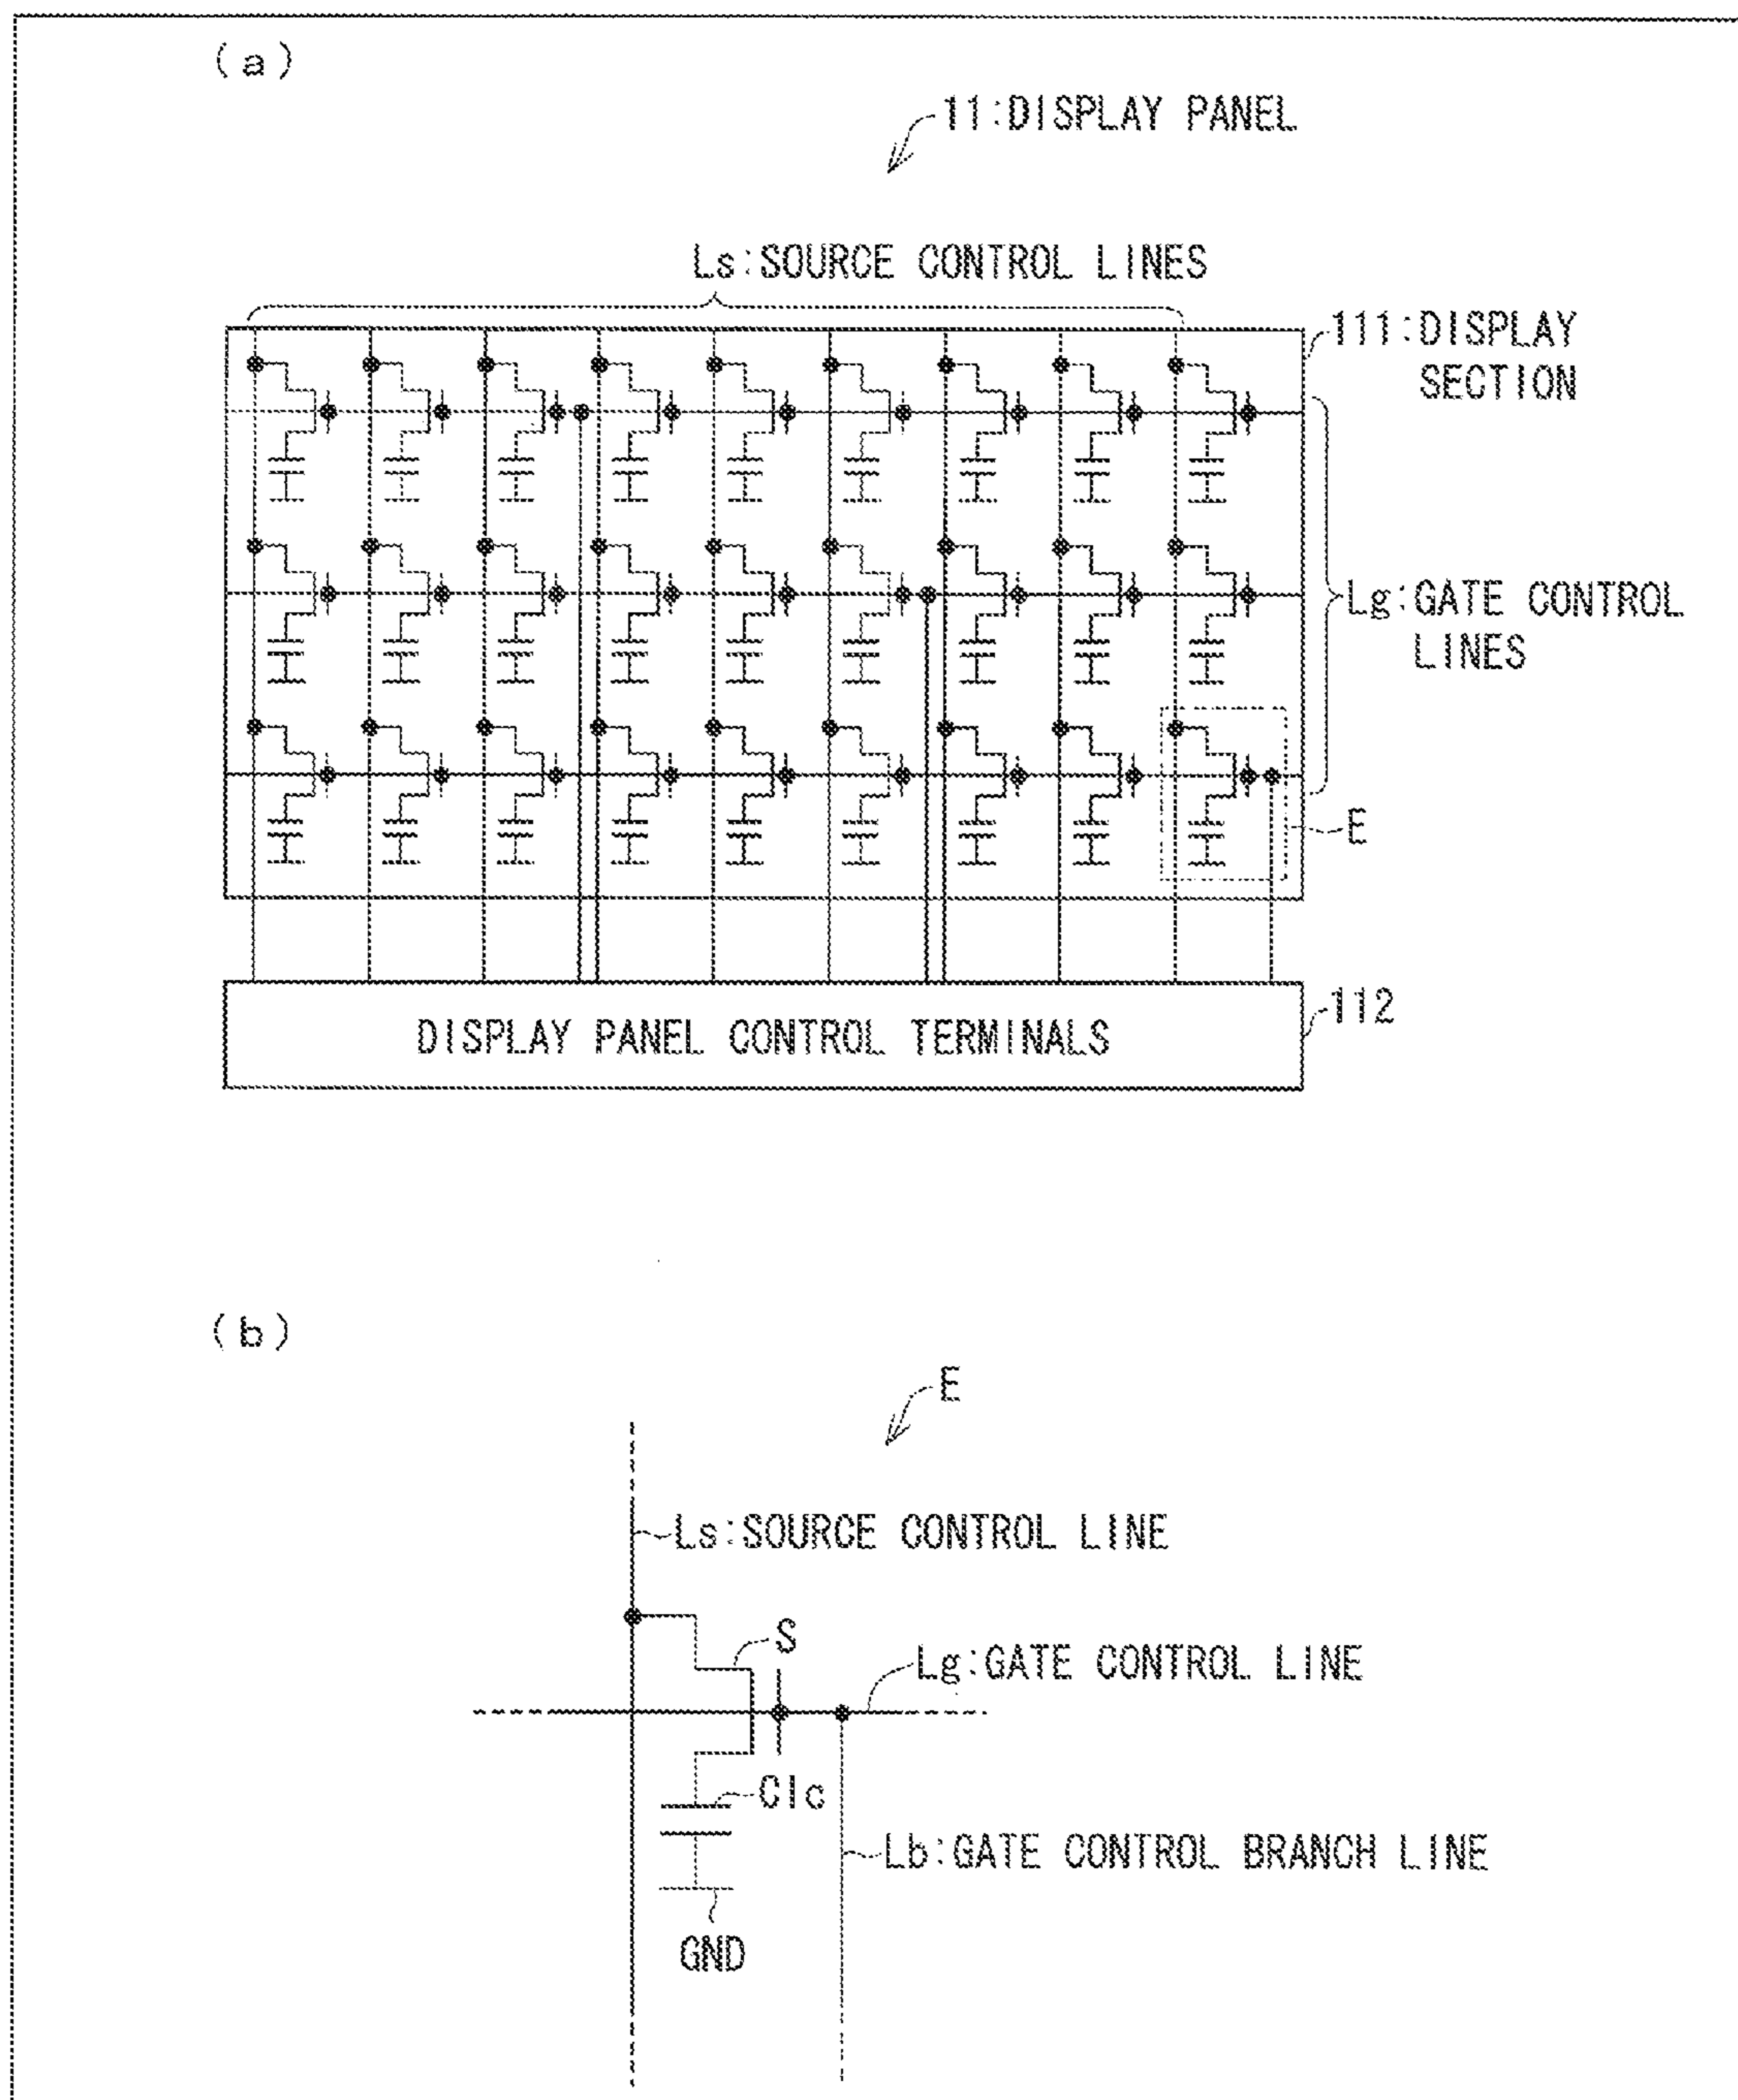 (a)
11:DISPLAY PANEL
Ls:SOURCE CONTROL LINES
111:DISPLAY
SECTION
Lg:GATE CONTROL
LINES
E
112
DISPLAY PANEL CONTROL TERMINALS
(b)
E
Ls:SOURCE CONTROL LINE
S
Lg:GATE CONTROL LINE
Clc
Lb:GATE CONTROL BRANCH LINE
GND